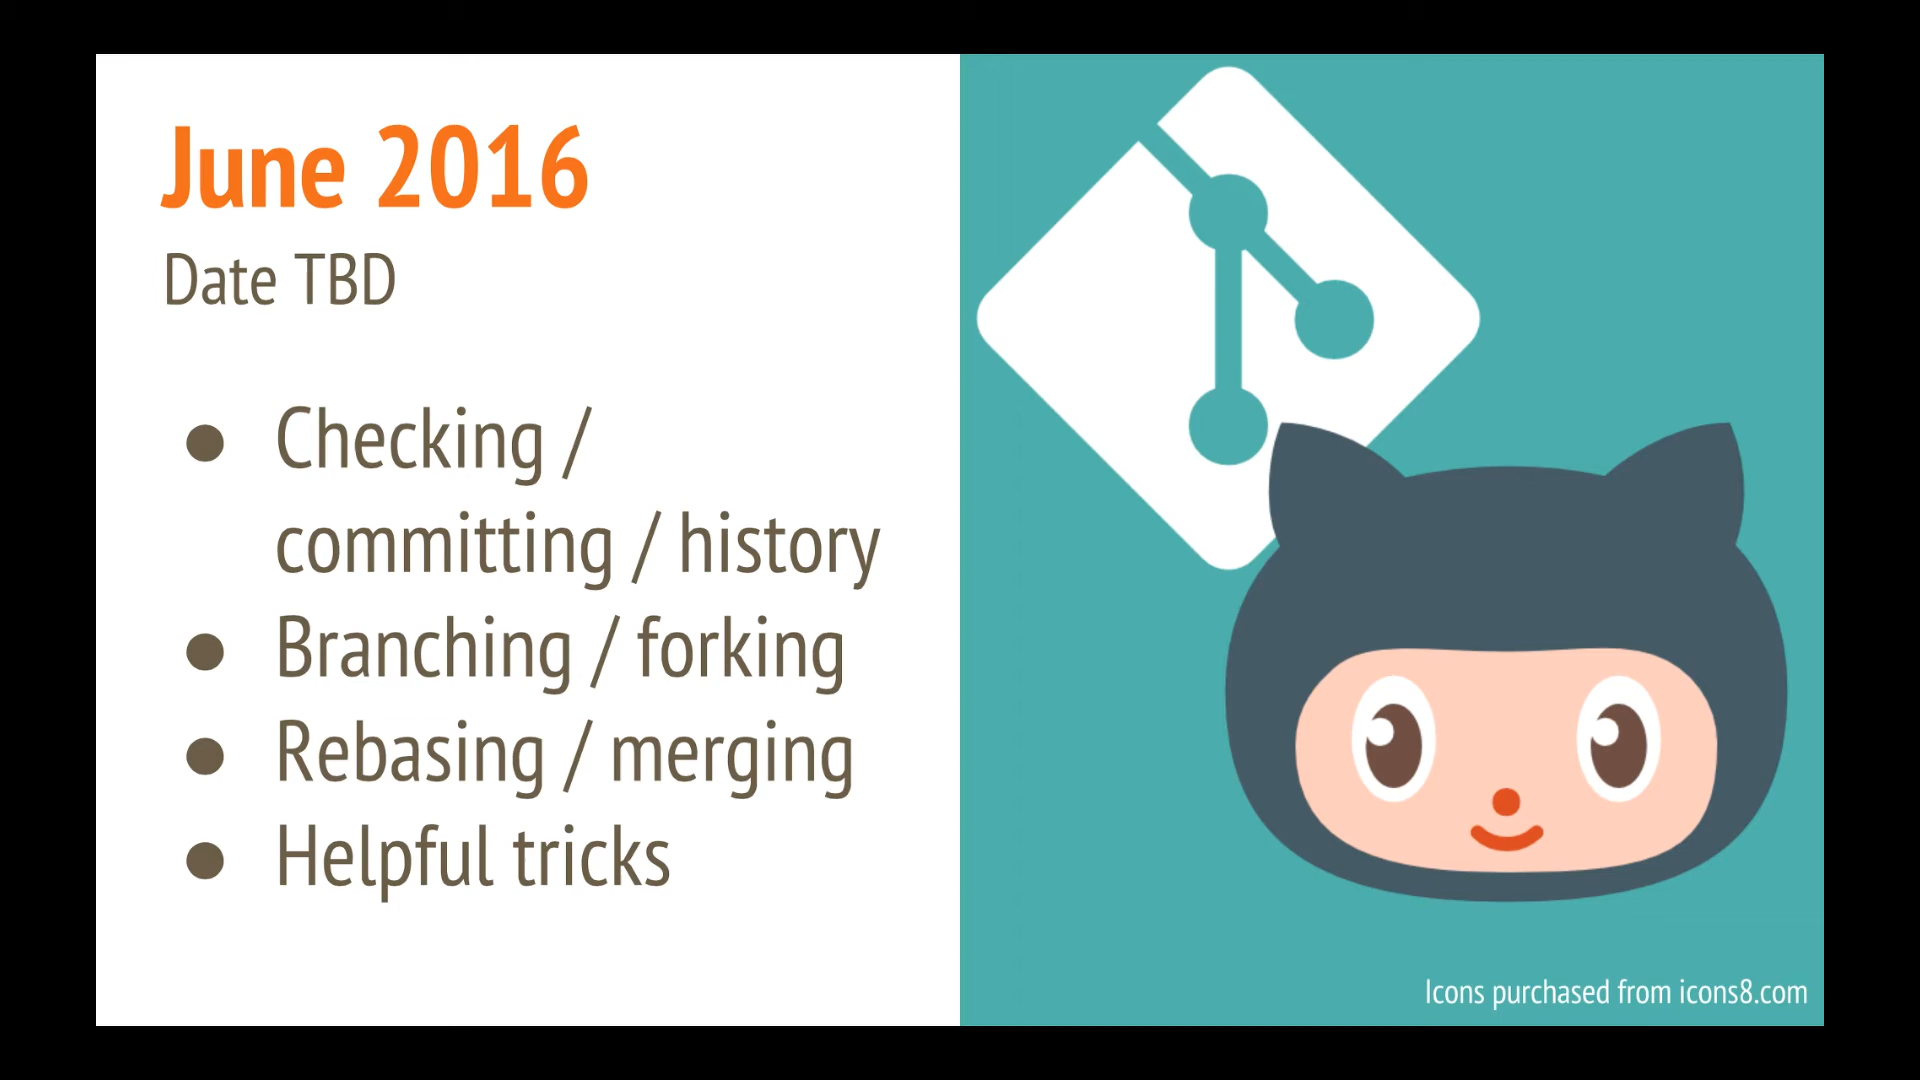 June 2016
Date TBD
● Checking /
committing / history
● Branching / forking
● Rebasing / merging
● Helpful tricks
Icons purchased from icons8.com